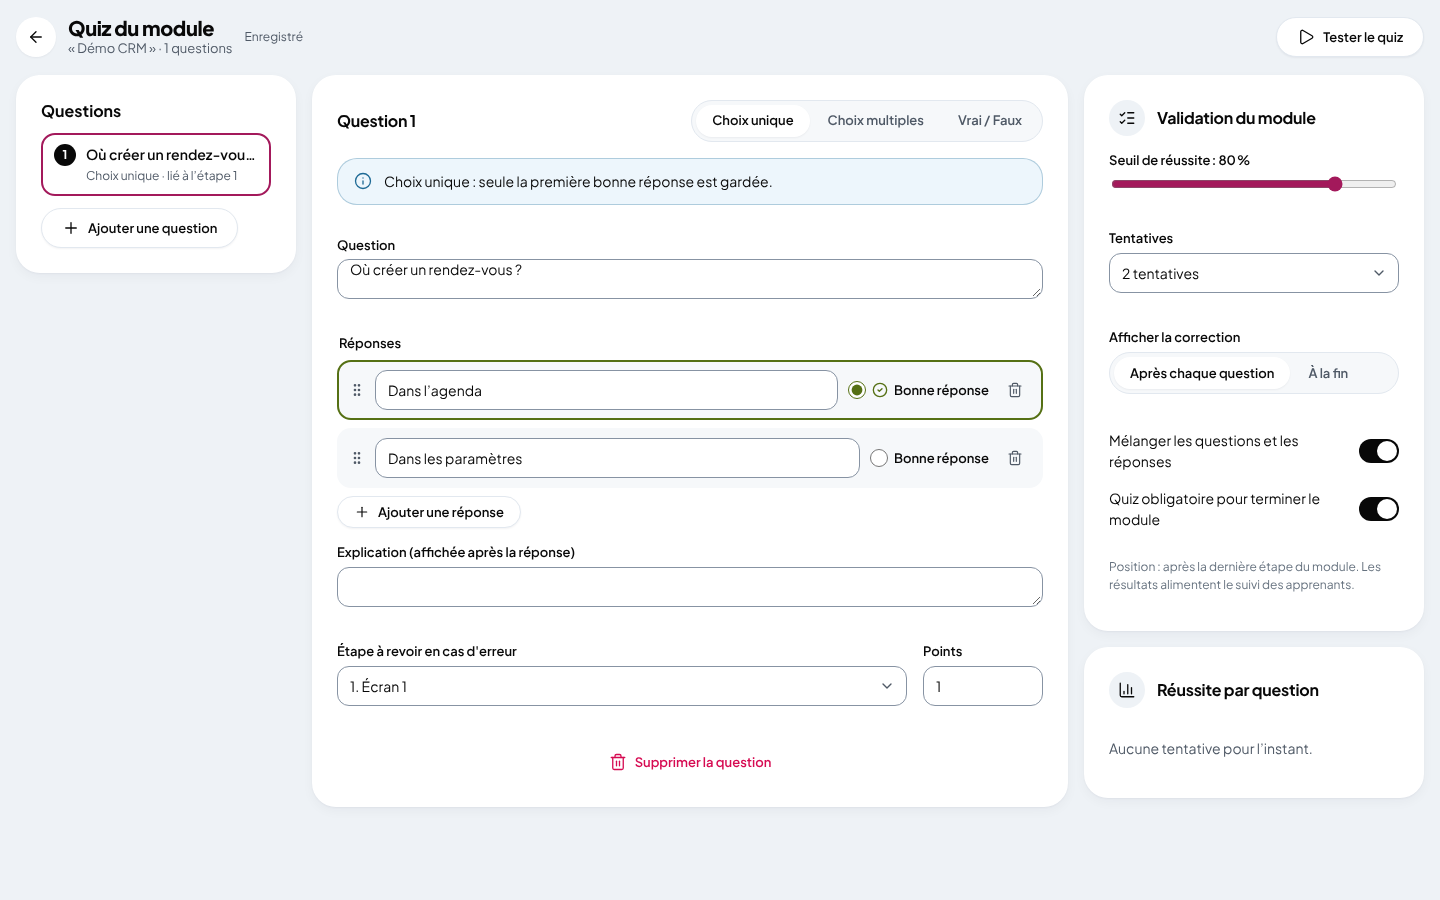 Quiz du module
« Démo CRM » · 1 questions
Enregistré
Tester le quiz
Questions
1
Où créer un rendez-vou…
Choix unique · lié à l'étape 1
Ajouter une question
Question 1
Choix unique
Choix multiples
Vrai / Faux
Choix unique : seule la première bonne réponse est gardée.
Question
Où créer un rendez-vous ?
Réponses
Dans l'agenda
Bonne réponse
Dans les paramètres
Bonne réponse
Ajouter une réponse
Explication (affichée après la réponse)
Étape à revoir en cas d'erreur
Points
1. Écran 1
1
Supprimer la question
Validation du module
Seuil de réussite : 80 %
Tentatives
2 tentatives
Afficher la correction
Après chaque question
À la fin
Mélanger les questions et les
réponses
Quiz obligatoire pour terminer le
module
Position : après la dernière étape du module. Les
résultats alimentent le suivi des apprenants.
Réussite par question
Aucune tentative pour l'instant.